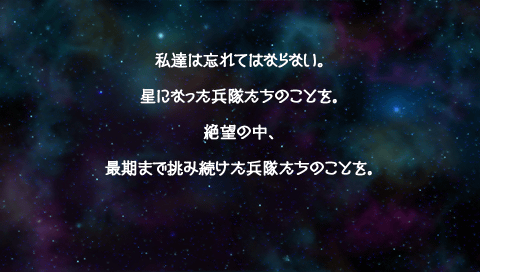 私達は忘れてはならない。
星になった兵隊たちのことを。
絶望の中、
最期まで挑み続けた兵隊たちのことを。